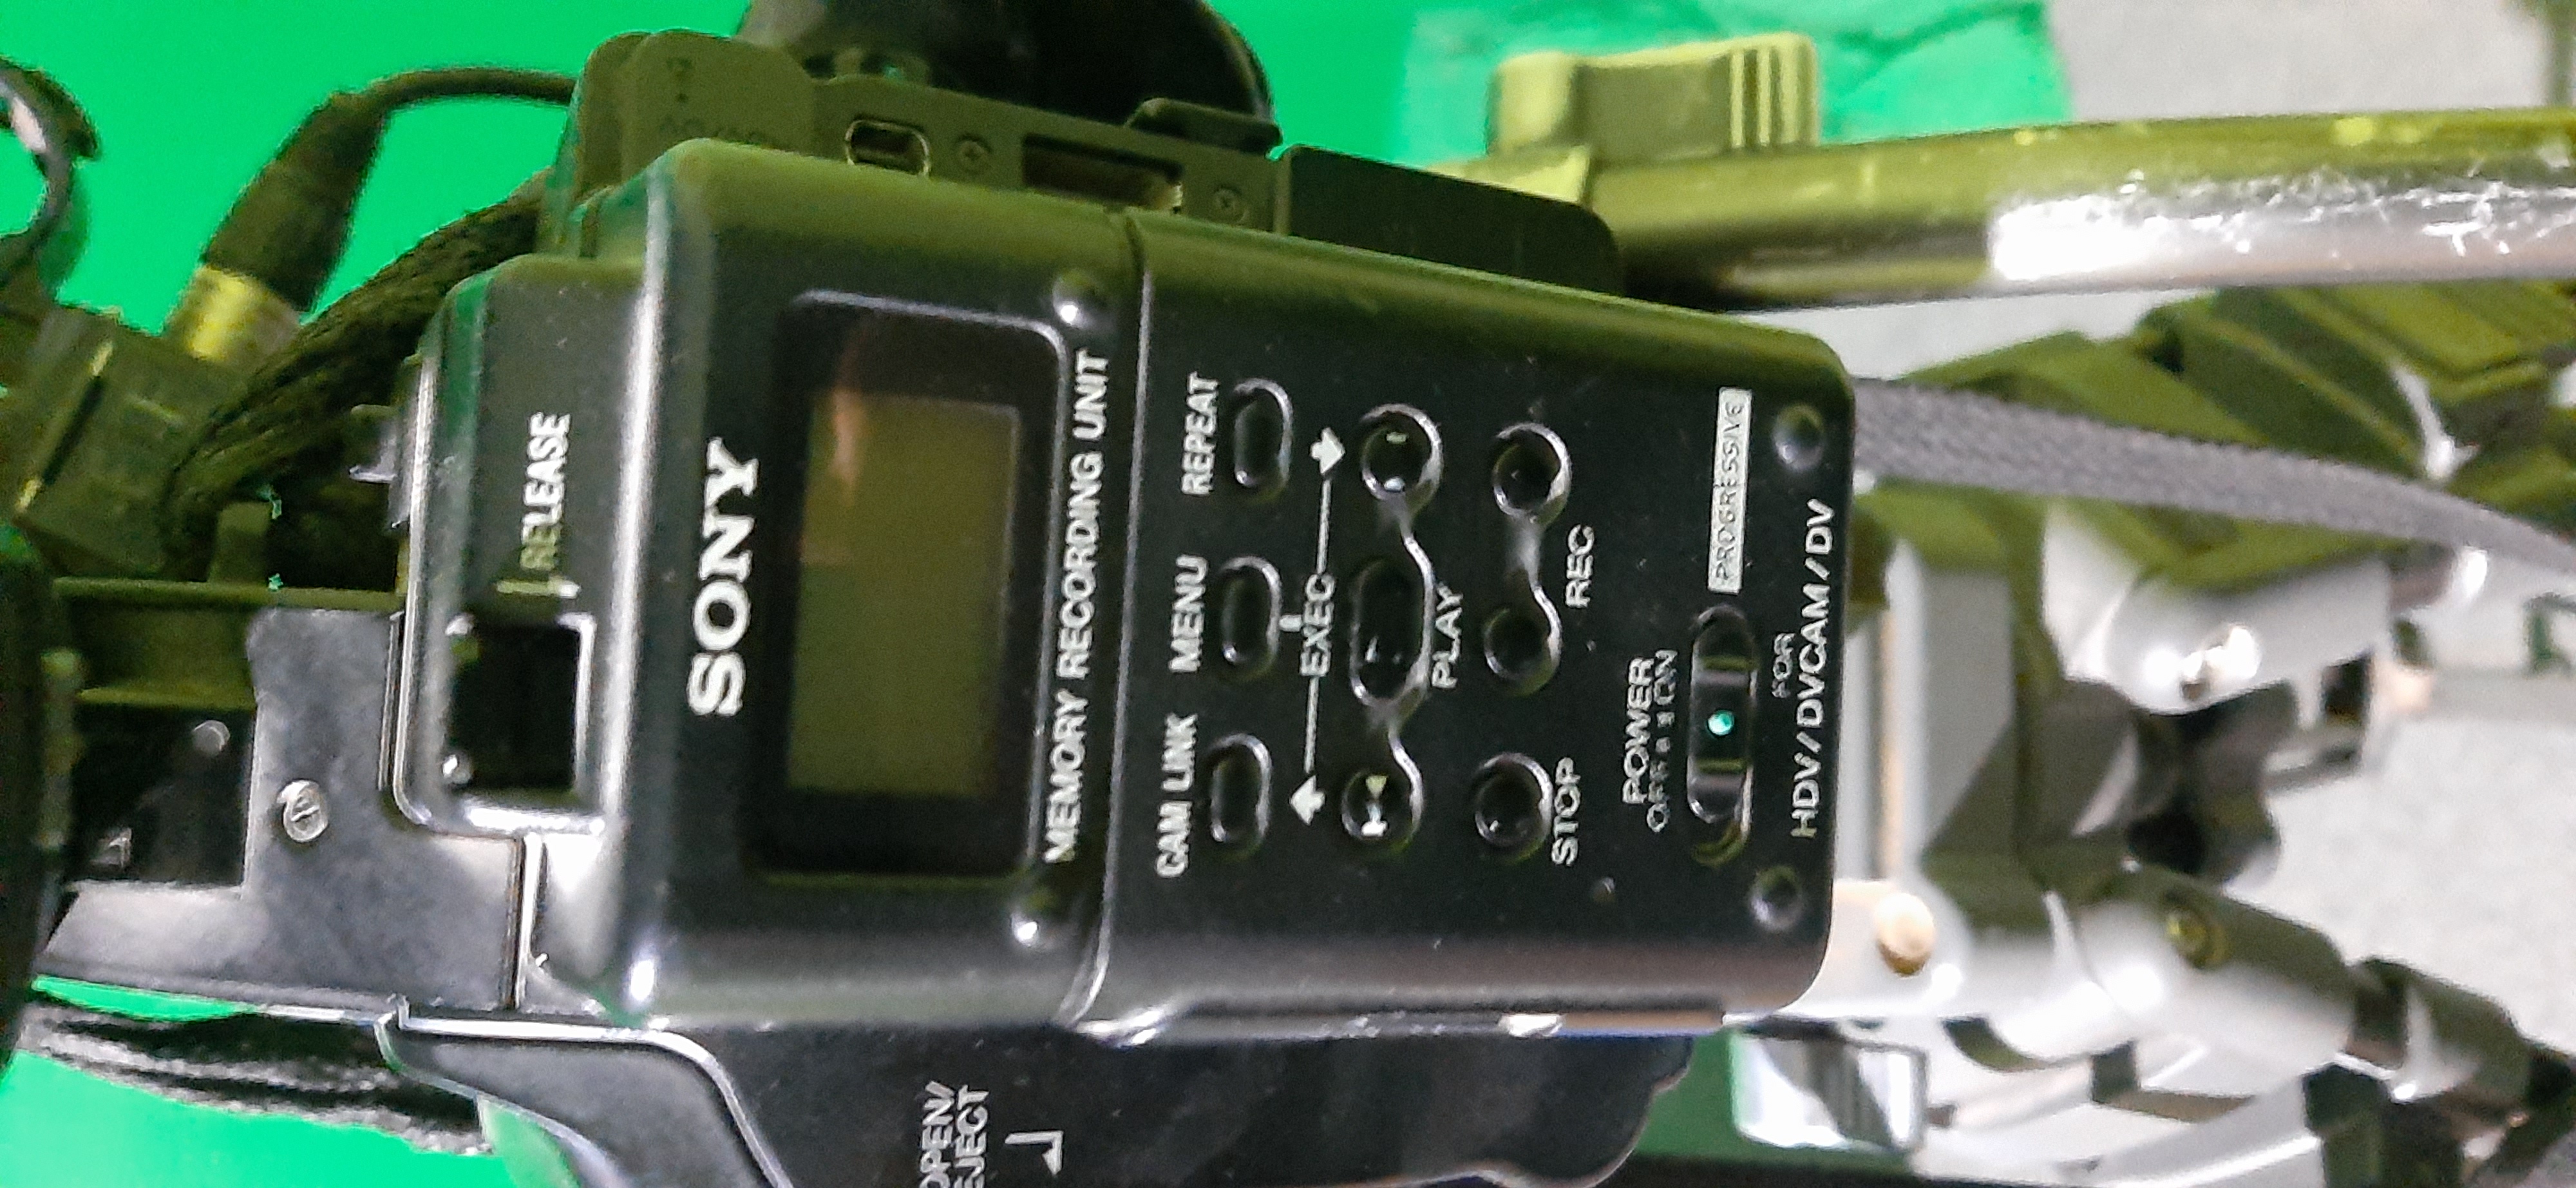 RELEASE
SONY
OPEN/
EJECT
MEMORY RECORDING UNIT
CAM LINK MENU REPEAT
EXEC
PLAY
STOP REC
POWER
OFF ON
PROGRESSIVE
FOR
HDV/DVCAM/DV